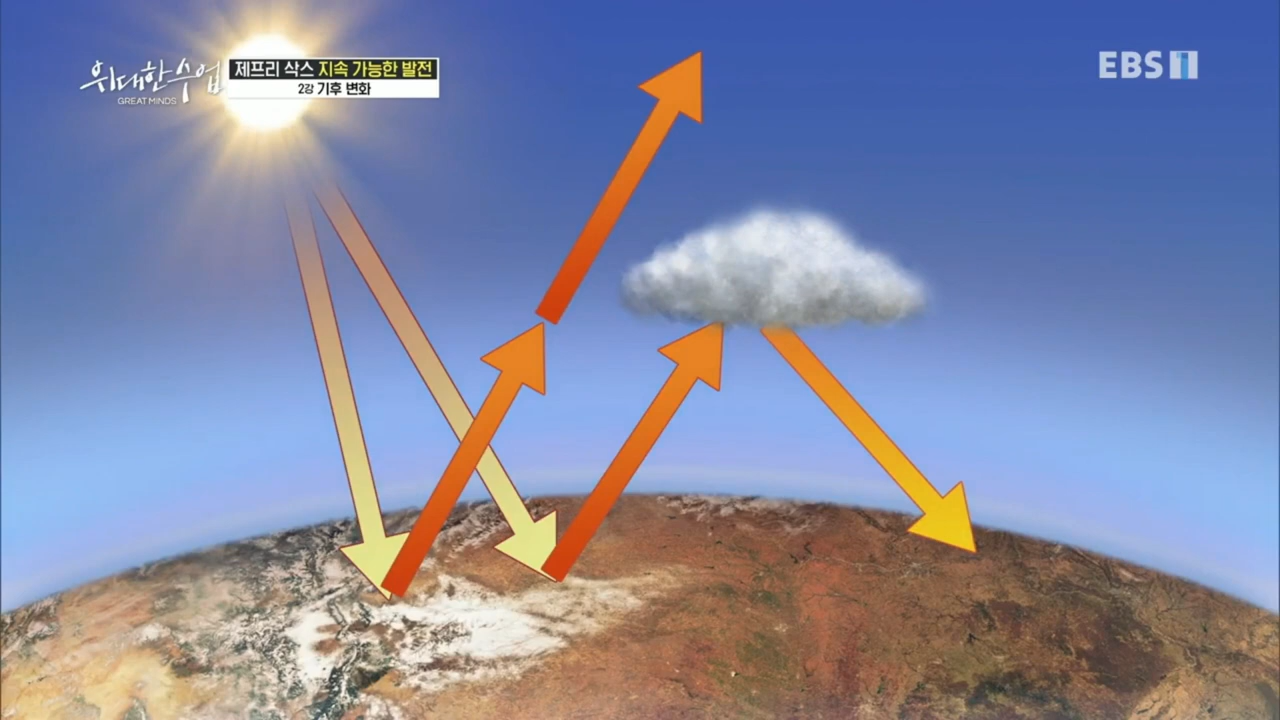 위대한 수업
GREAT MINDS
제프리 삭스 지속 가능한 발전
2강 기후 변화
EBS 1